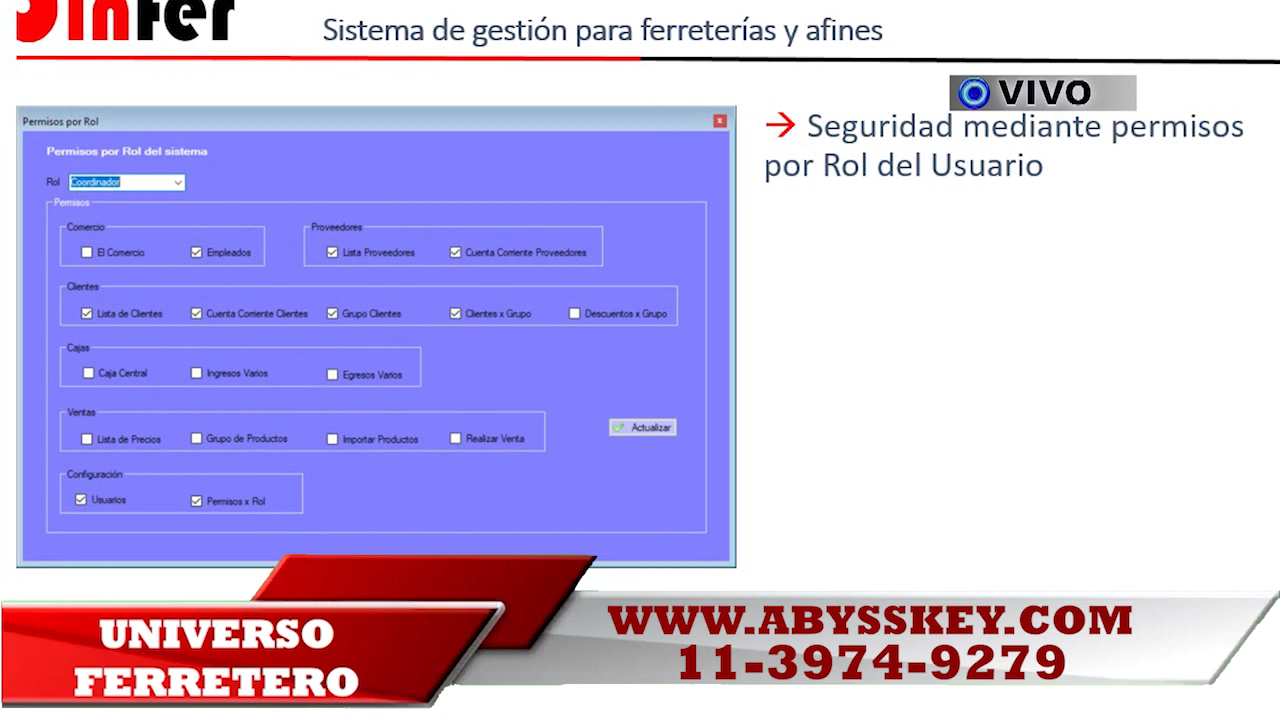 Sinfer
Sistema de gestión para ferreterías y afines
VIVO
Permisos por Rol
x
Permisos por Rol del sistema
Rol Coordinador
Permisos
Comercio
El Comercio Empleados
Proveedores
Lista Proveedores Cuenta Corriente Proveedores
Clientes
Lista de Clientes Cuenta Corriente Clientes Grupo Clientes Clientes x Grupo Descuentos x Grupo
Cajas
Caja Central Ingresos Varios Egresos Varios
Ventas
Lista de Precios Grupo de Productos Importar Productos Realizar Venta
Actualizar
Configuración
Usuarios Permisos x Rol
→ Seguridad mediante permisos
por Rol del Usuario
UNIVERSO
FERRETERO
WWW.ABYSSKEY.COM
11-3974-9279